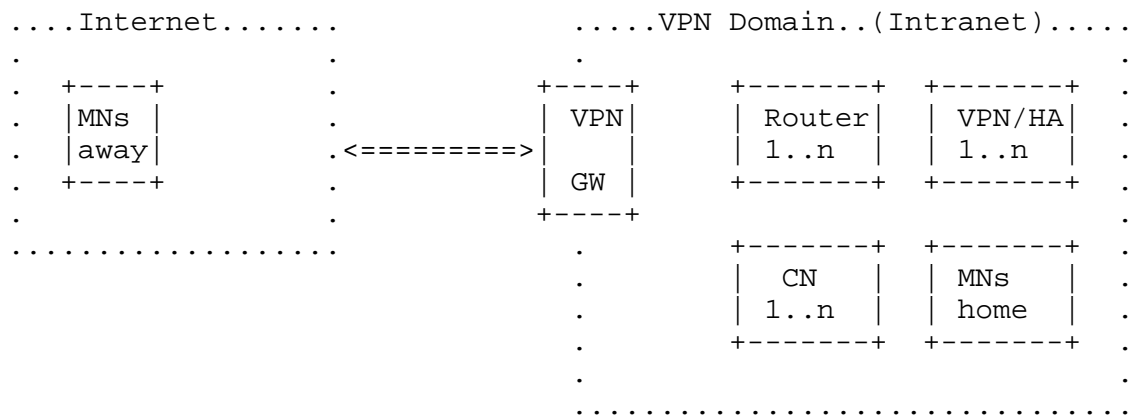 ....Internet....... .....VPN Domain..(Intranet).....
. . . .
. +----+ . +----+ +-------+ +-------+ .
. |MNs | . | VPN| | Router| | VPN/HA| .
. |away| .<=========>| | | 1..n | | 1..n | .
. +----+ . | GW | +-------+ +-------+ .
. . +----+ .
................... . +-------+ +-------+ .
. | CN | | MNs | .
. | 1..n | | home | .
. +-------+ +-------+ .
. .
................................